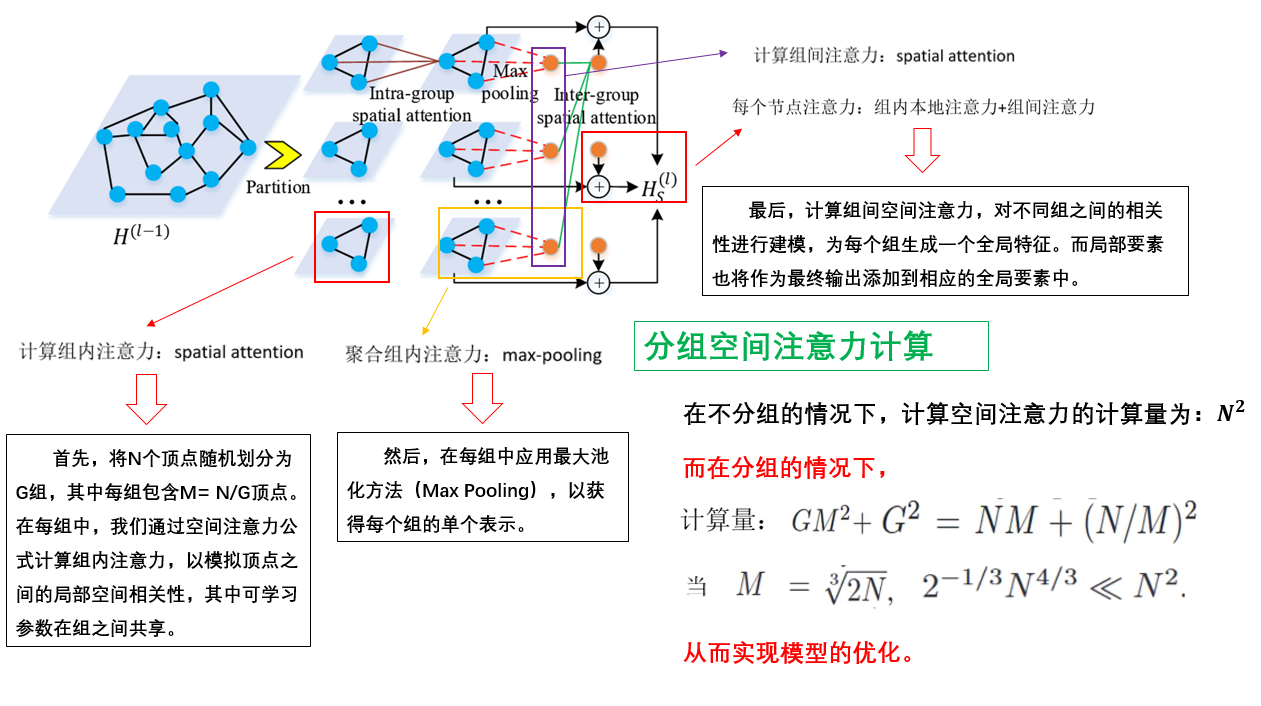 Intra-group
spatial attention
Max
pooling
Inter-group
spatial attention
Partition
...
...
H^{(l-1)}
H_S^{(l)}
计算组间注意力：spatial attention
每个节点注意力：组内本地注意力+组间注意力
最后，计算组间空间注意力，对不同组之间的相关
性进行建模，为每个组生成一个全局特征。而局部要素
也将作为最终输出添加到相应的全局要素中。
计算组内注意力：spatial attention
聚合组内注意力：max-pooling
首先，将N个顶点随机划分为
G组，其中每组包含M= N/G顶点。
在每组中，我们通过空间注意力公
式计算组内注意力，以模拟顶点之
间的局部空间相关性，其中可学习
参数在组之间共享。
然后，在每组中应用最大池
化方法（Max Pooling），以获
得每个组的单个表示。
分组空间注意力计算
在不分组的情况下，计算空间注意力的计算量为：N²
而在分组的情况下，
计算量： GM²+ G² = NM + (N/M)²
当 M = ∛2N, 2^{-1/3}N^{4/3} ≪ N².
从而实现模型的优化。